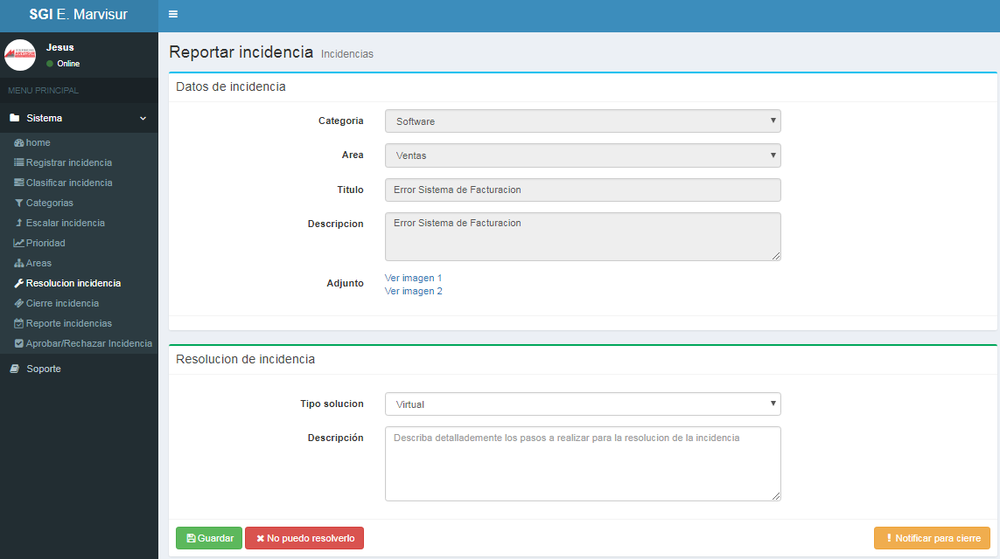 SGI E. Marvisur
Jesus
Online
MENU PRINCIPAL
Sistema
home
Registrar incidencia
Clasificar incidencia
Categorias
Escalar incidencia
Prioridad
Areas
Resolucion incidencia
Cierre incidencia
Reporte incidencias
Aprobar/Rechazar Incidencia
Soporte
Reportar incidencia Incidencias
Datos de incidencia
Categoria Software
Area Ventas
Titulo Error Sistema de Facturacion
Descripcion Error Sistema de Facturacion
Adjunto Ver imagen 1
Ver imagen 2
Resolucion de incidencia
Tipo solucion Virtual
Descripción Describa detallademente los pasos a realizar para la resolucion de la incidencia
Guardar No puedo resolverlo Notificar para cierre